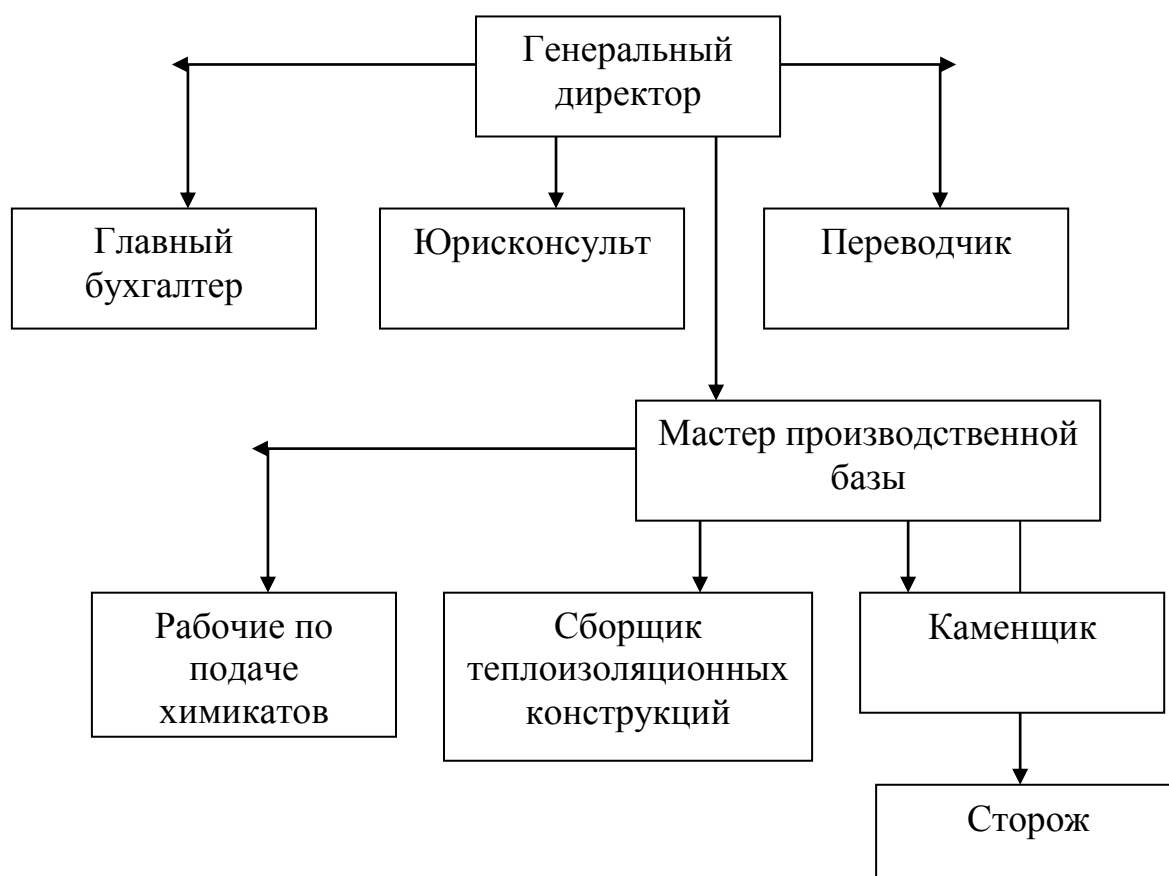 Генеральный
директор
Главный
бухгалтер
Юрисконсульт
Переводчик
Мастер производственной
базы
Рабочие по
подаче
химикатов
Сборщик
теплоизоляционных
конструкций
Каменщик
Сторож